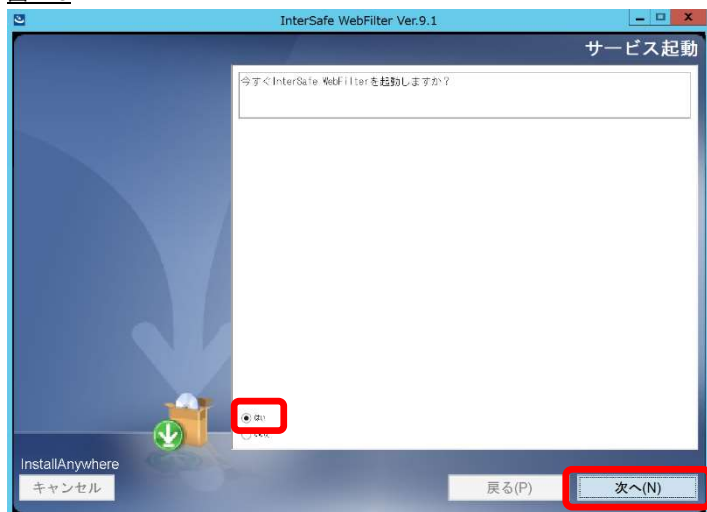 InterSafe WebFilter Ver.9.1
サービス起動
今すぐInterSafe WebFilterを起動しますか？
はい
InstallAnywhere
キャンセル
戻る(P)
次へ(N)